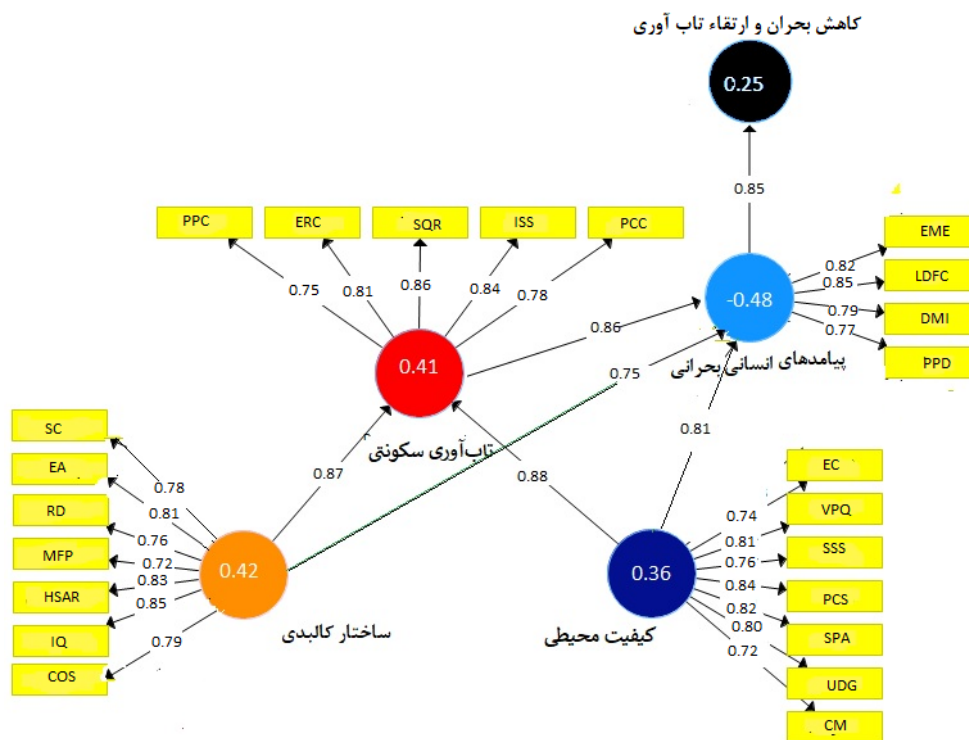 کاهش بحران و ارتقاء تاب آوری
0.25
0.85
PPC
ERC
SQR
ISS
PCC
0.75
0.81
0.86
0.84
0.78
EME
LDFC
DMI
PPD
0.82
0.85
0.79
0.77
-0.48
پیامدهای انسانی بحرانی
0.86
0.75
0.81
0.41
تاب‌آوری سکونتی
0.87
0.88
SC
EA
RD
MFP
HSAR
IQ
COS
0.78
0.81
0.76
0.72
0.83
0.85
0.79
0.42
ساختار کالبدی
0.36
کیفیت محیطی
0.74
0.81
0.76
0.84
0.82
0.80
0.72
EC
VPQ
SSS
PCS
SPA
UDG
CM